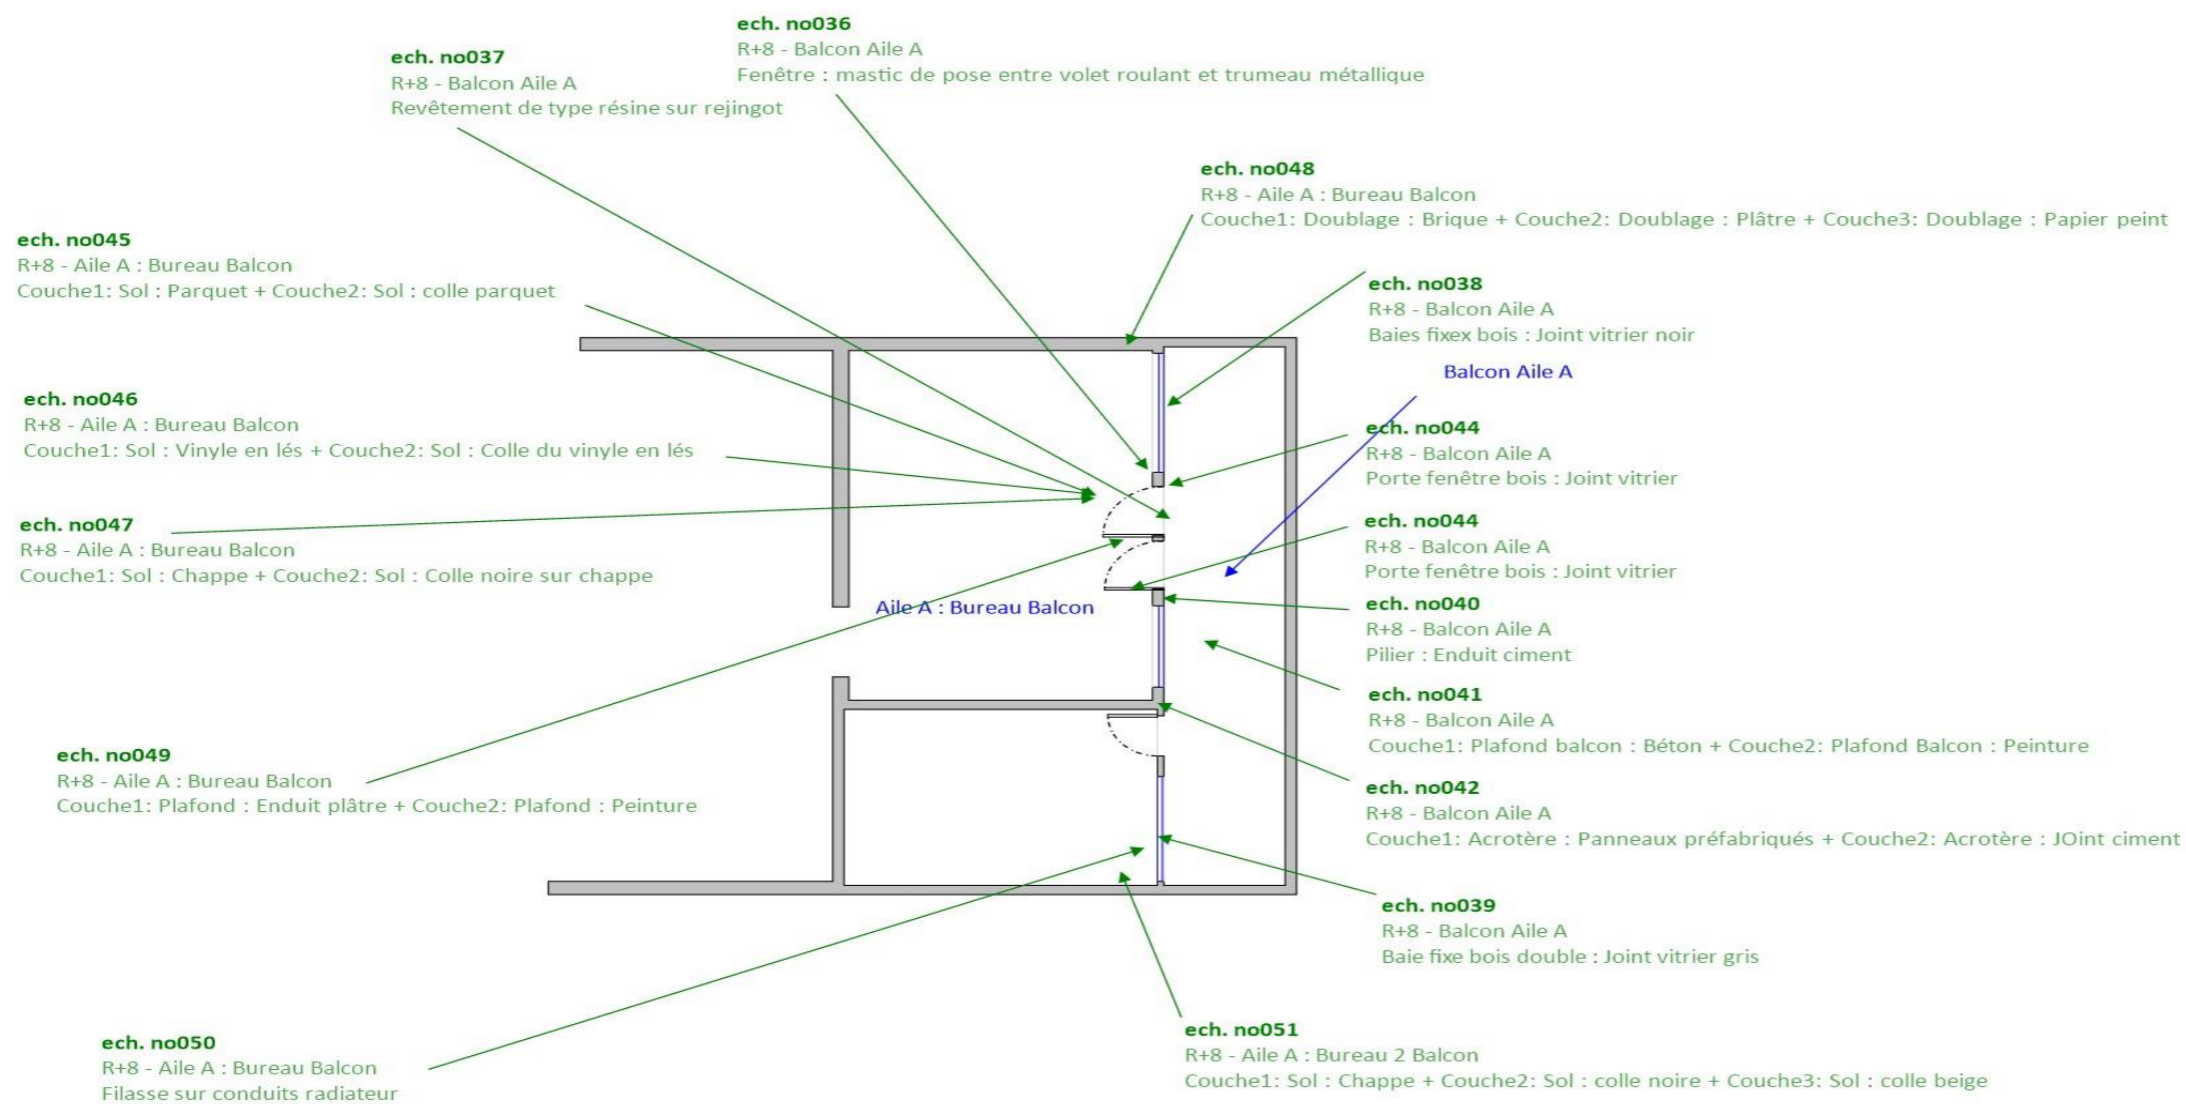 ech. no036
R+8 - Balcon Aile A
Fenêtre : mastic de pose entre volet roulant et trumeau métallique
ech. no037
R+8 - Balcon Aile A
Revêtement de type résine sur rejingot
ech. no048
R+8 - Aile A : Bureau Balcon
Couche1: Doublage : Brique + Couche2: Doublage : Plâtre + Couche3: Doublage : Papier peint
ech. no045
R+8 - Aile A : Bureau Balcon
Couche1: Sol : Parquet + Couche2: Sol : colle parquet
ech. no038
R+8 - Balcon Aile A
Baies fixex bois : Joint vitrier noir
Balcon Aile A
ech. no046
R+8 - Aile A : Bureau Balcon
Couche1: Sol : Vinyle en lés + Couche2: Sol : Colle du vinyle en lés
ech. no044
R+8 - Balcon Aile A
Porte fenêtre bois : Joint vitrier
ech. no047
R+8 - Aile A : Bureau Balcon
Couche1: Sol : Chappe + Couche2: Sol : Colle noire sur chappe
ech. no044
R+8 - Balcon Aile A
Porte fenêtre bois : Joint vitrier
Aile A : Bureau Balcon
ech. no040
R+8 - Balcon Aile A
Pilier : Enduit ciment
ech. no041
R+8 - Balcon Aile A
Couche1: Plafond balcon : Béton + Couche2: Plafond Balcon : Peinture
ech. no049
R+8 - Aile A : Bureau Balcon
Couche1: Plafond : Enduit plâtre + Couche2: Plafond : Peinture
ech. no042
R+8 - Balcon Aile A
Couche1: Acrotère : Panneaux préfabriqués + Couche2: Acrotère : JOint ciment
ech. no039
R+8 - Balcon Aile A
Baie fixe bois double : Joint vitrier gris
ech. no050
R+8 - Aile A : Bureau Balcon
Filasse sur conduits radiateur
ech. no051
R+8 - Aile A : Bureau 2 Balcon
Couche1: Sol : Chappe + Couche2: Sol : colle noire + Couche3: Sol : colle beige